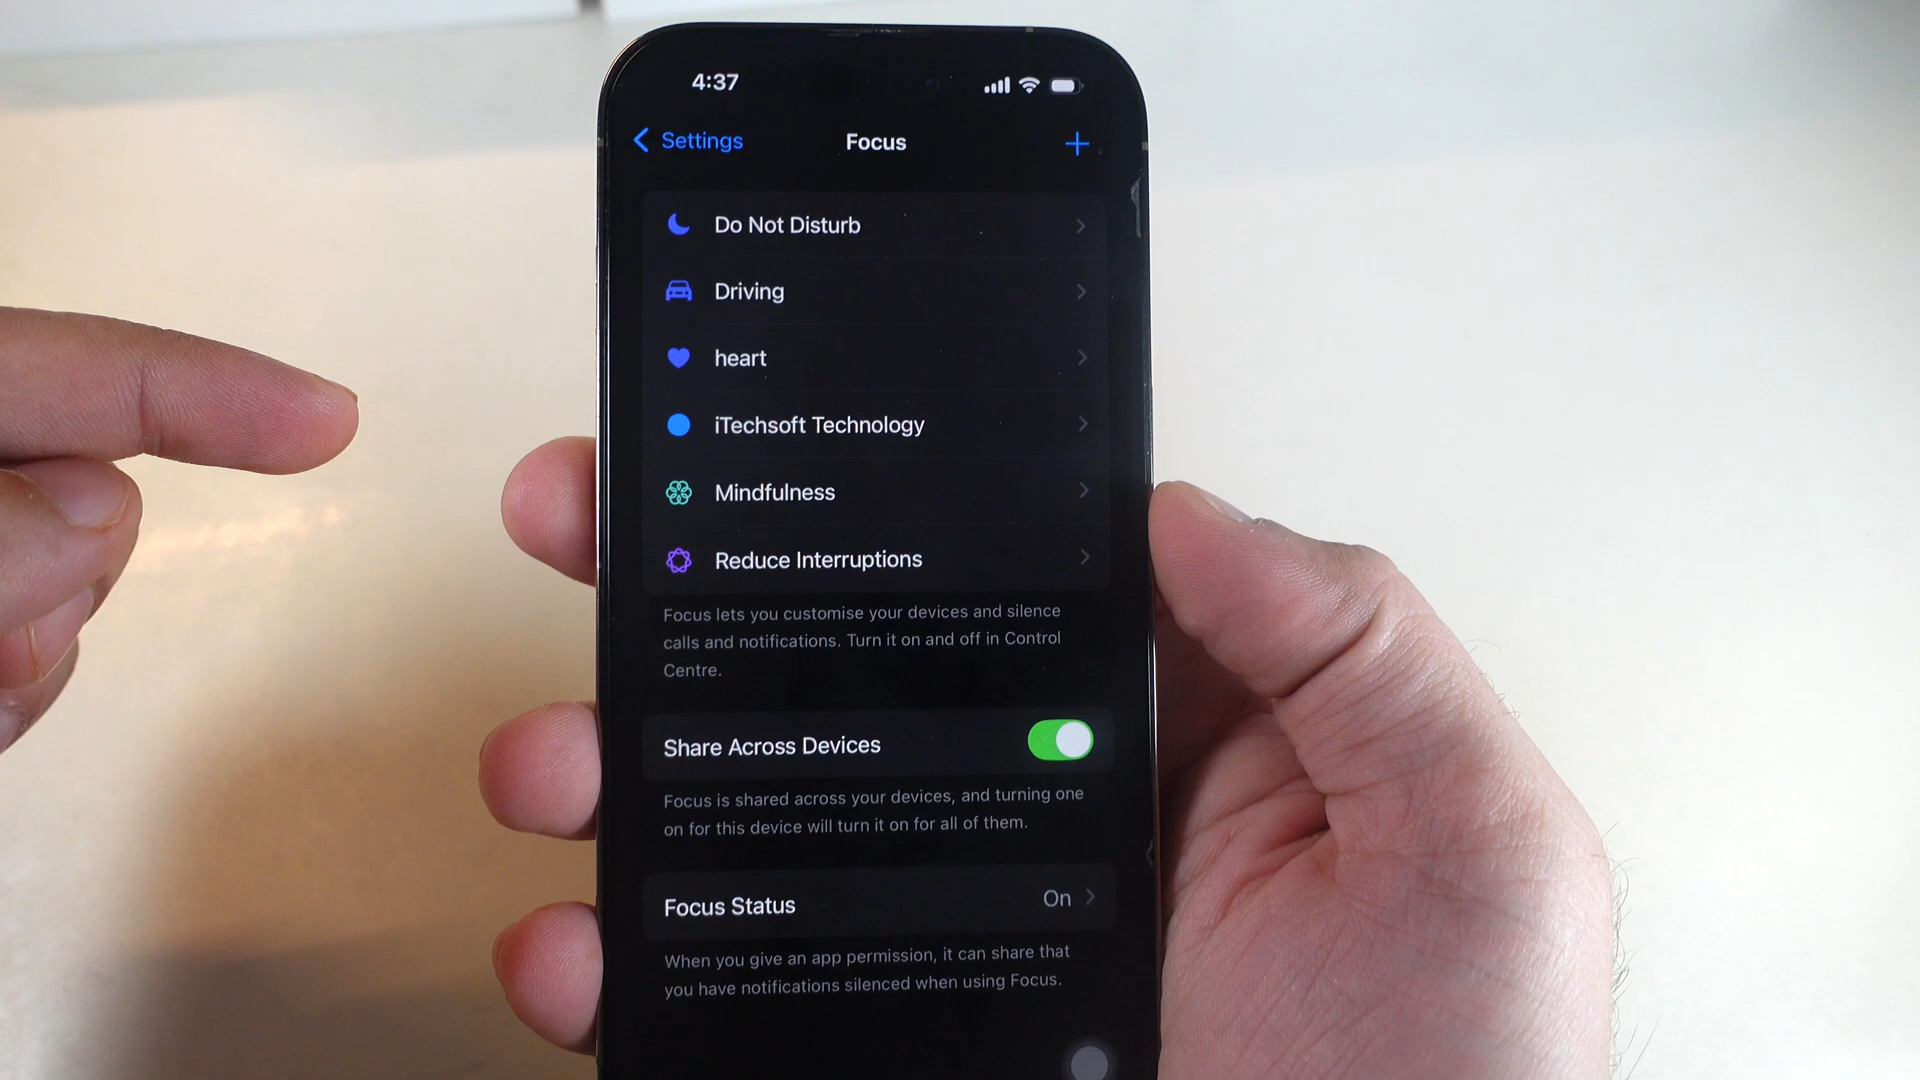 4:37
Settings
Focus
Do Not Disturb
Driving
heart
iTechsoft Technology
Mindfulness
Reduce Interruptions
Focus lets you customise your devices and silence
calls and notifications. Turn it on and off in Control
Centre.
Share Across Devices
Focus is shared across your devices, and turning one
on for this device will turn it on for all of them.
Focus Status
On
When you give an app permission, it can share that
you have notifications silenced when using Focus.